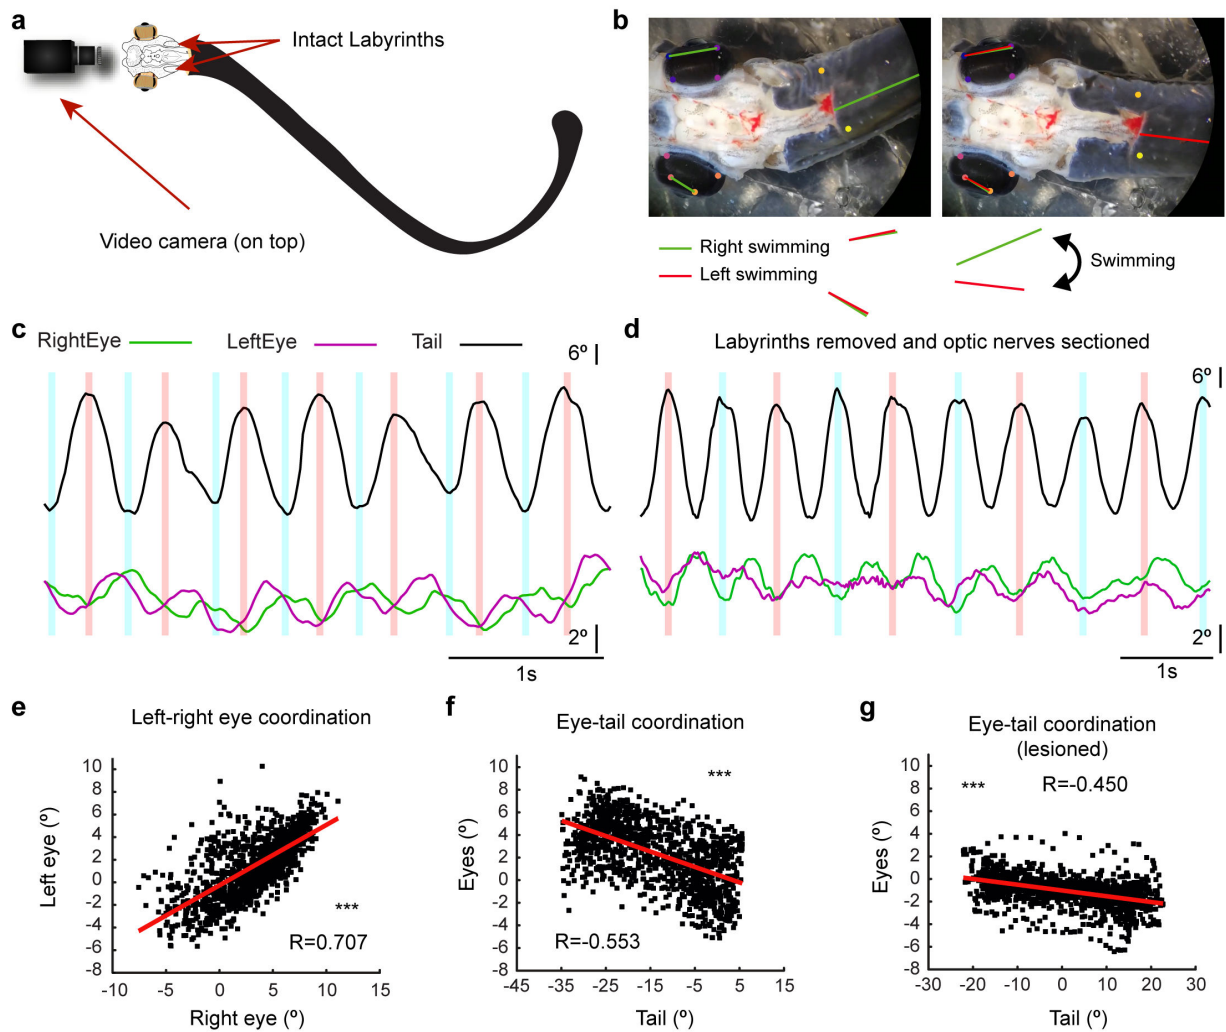 a
Intact Labyrinths
Video camera (on top)
b
Right swimming
Left swimming
Swimming
c
RightEye
LeftEye
Tail
6º
2º
1s
d
Labyrinths removed and optic nerves sectioned
6º
2º
1s
e
Left-right eye coordination
Left eye (º)
10
8
6
4
2
0
-2
-4
-6
-8
***
R=0.707
-10 -5 0 5 10 15
Right eye (º)
f
Eye-tail coordination
Eyes (º)
10
8
6
4
2
0
-2
-4
-6
-8
***
R=-0.553
-45 -35 -25 -15 -5 5 15
Tail (º)
g
Eye-tail coordination
(lesioned)
Eyes (º)
10
8
6
4
2
0
-2
-4
-6
-8
***
R=-0.450
-30 -20 -10 0 10 20 30
Tail (º)